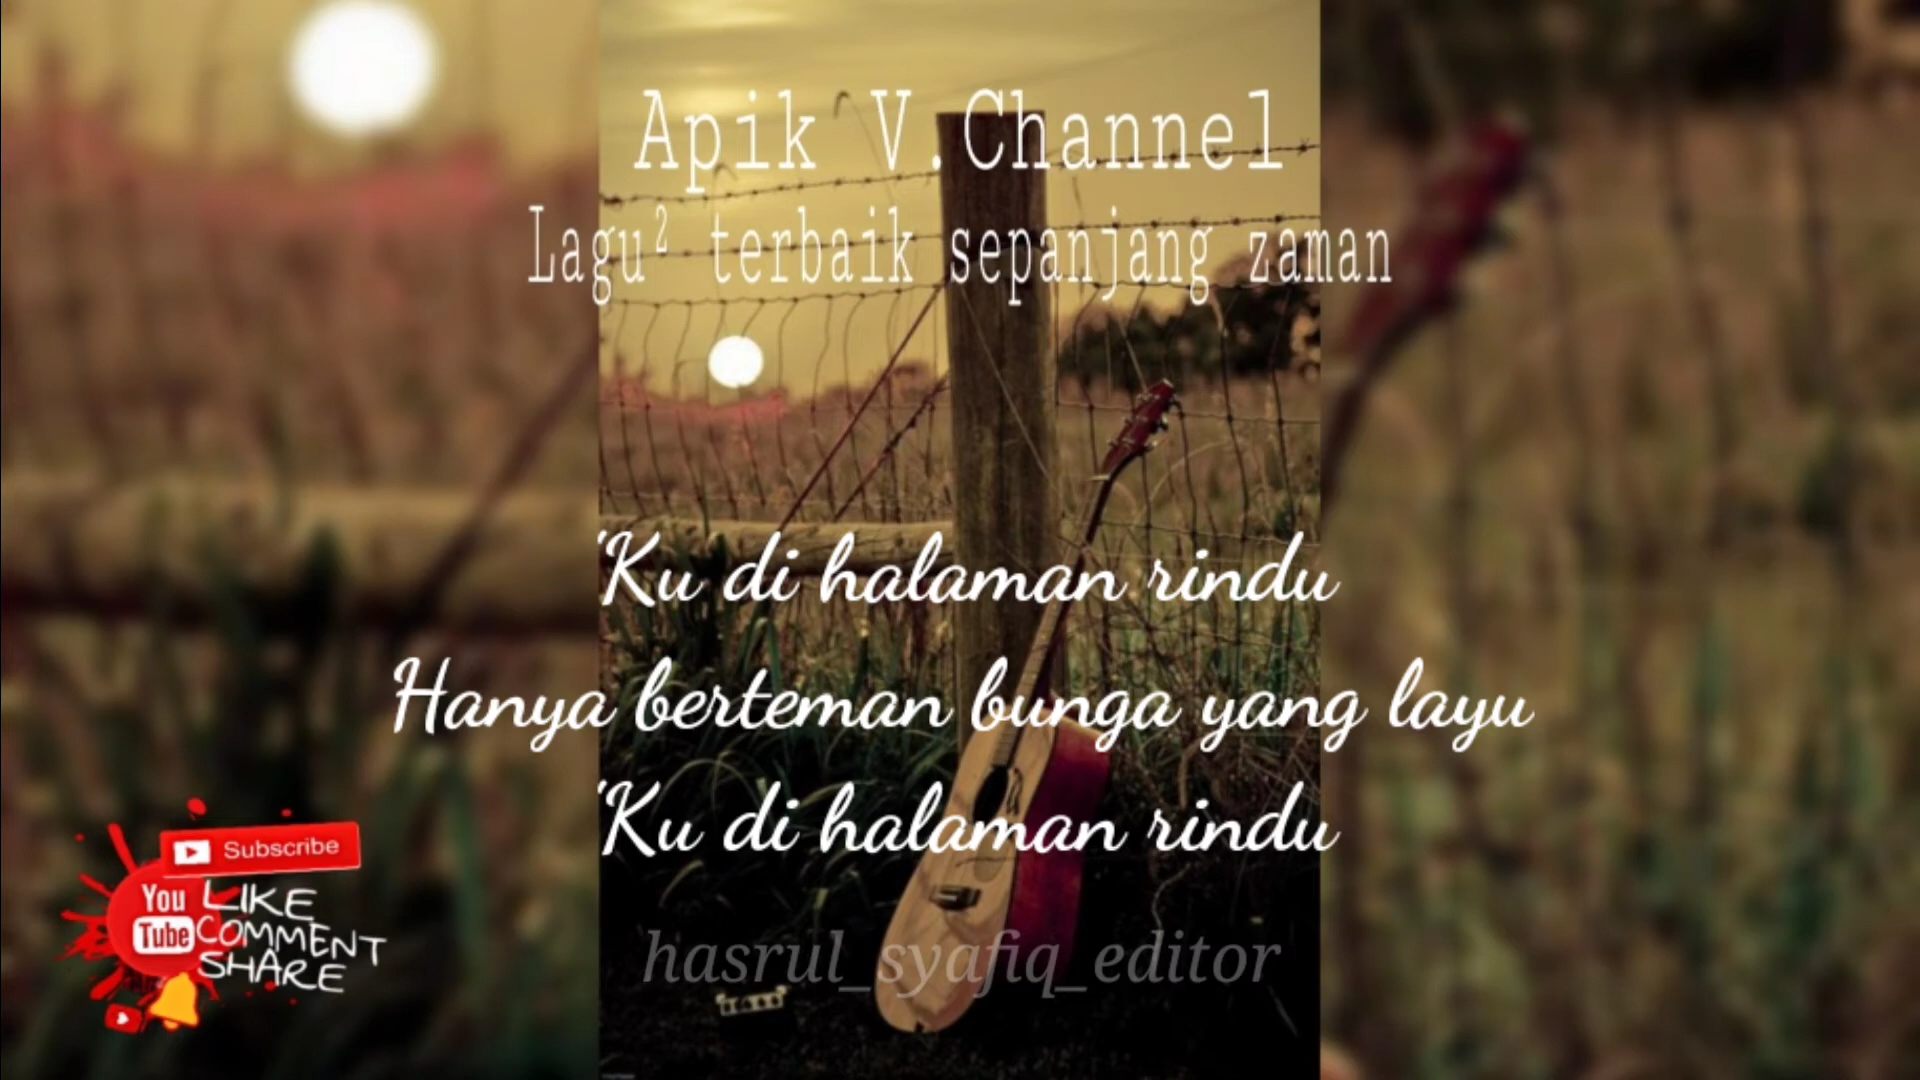 Apik V.Channel
Lagu² terbaik sepanjang zaman
'Ku di halaman rindu
Hanya berteman bunga yang layu
'Ku di halaman rindu
hasrul_syafiq_editor
Subscribe
You
Tube
LIKE
COMMENT
SHARE